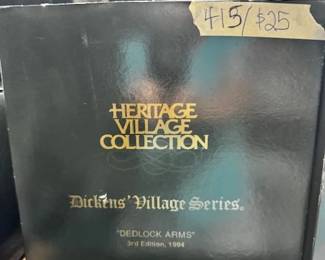 415/$25
HERITAGE
VILLAGE
COLLECTION
Dickens' Village Series®
"DEDLOCK ARMS"
3rd Edition, 1994